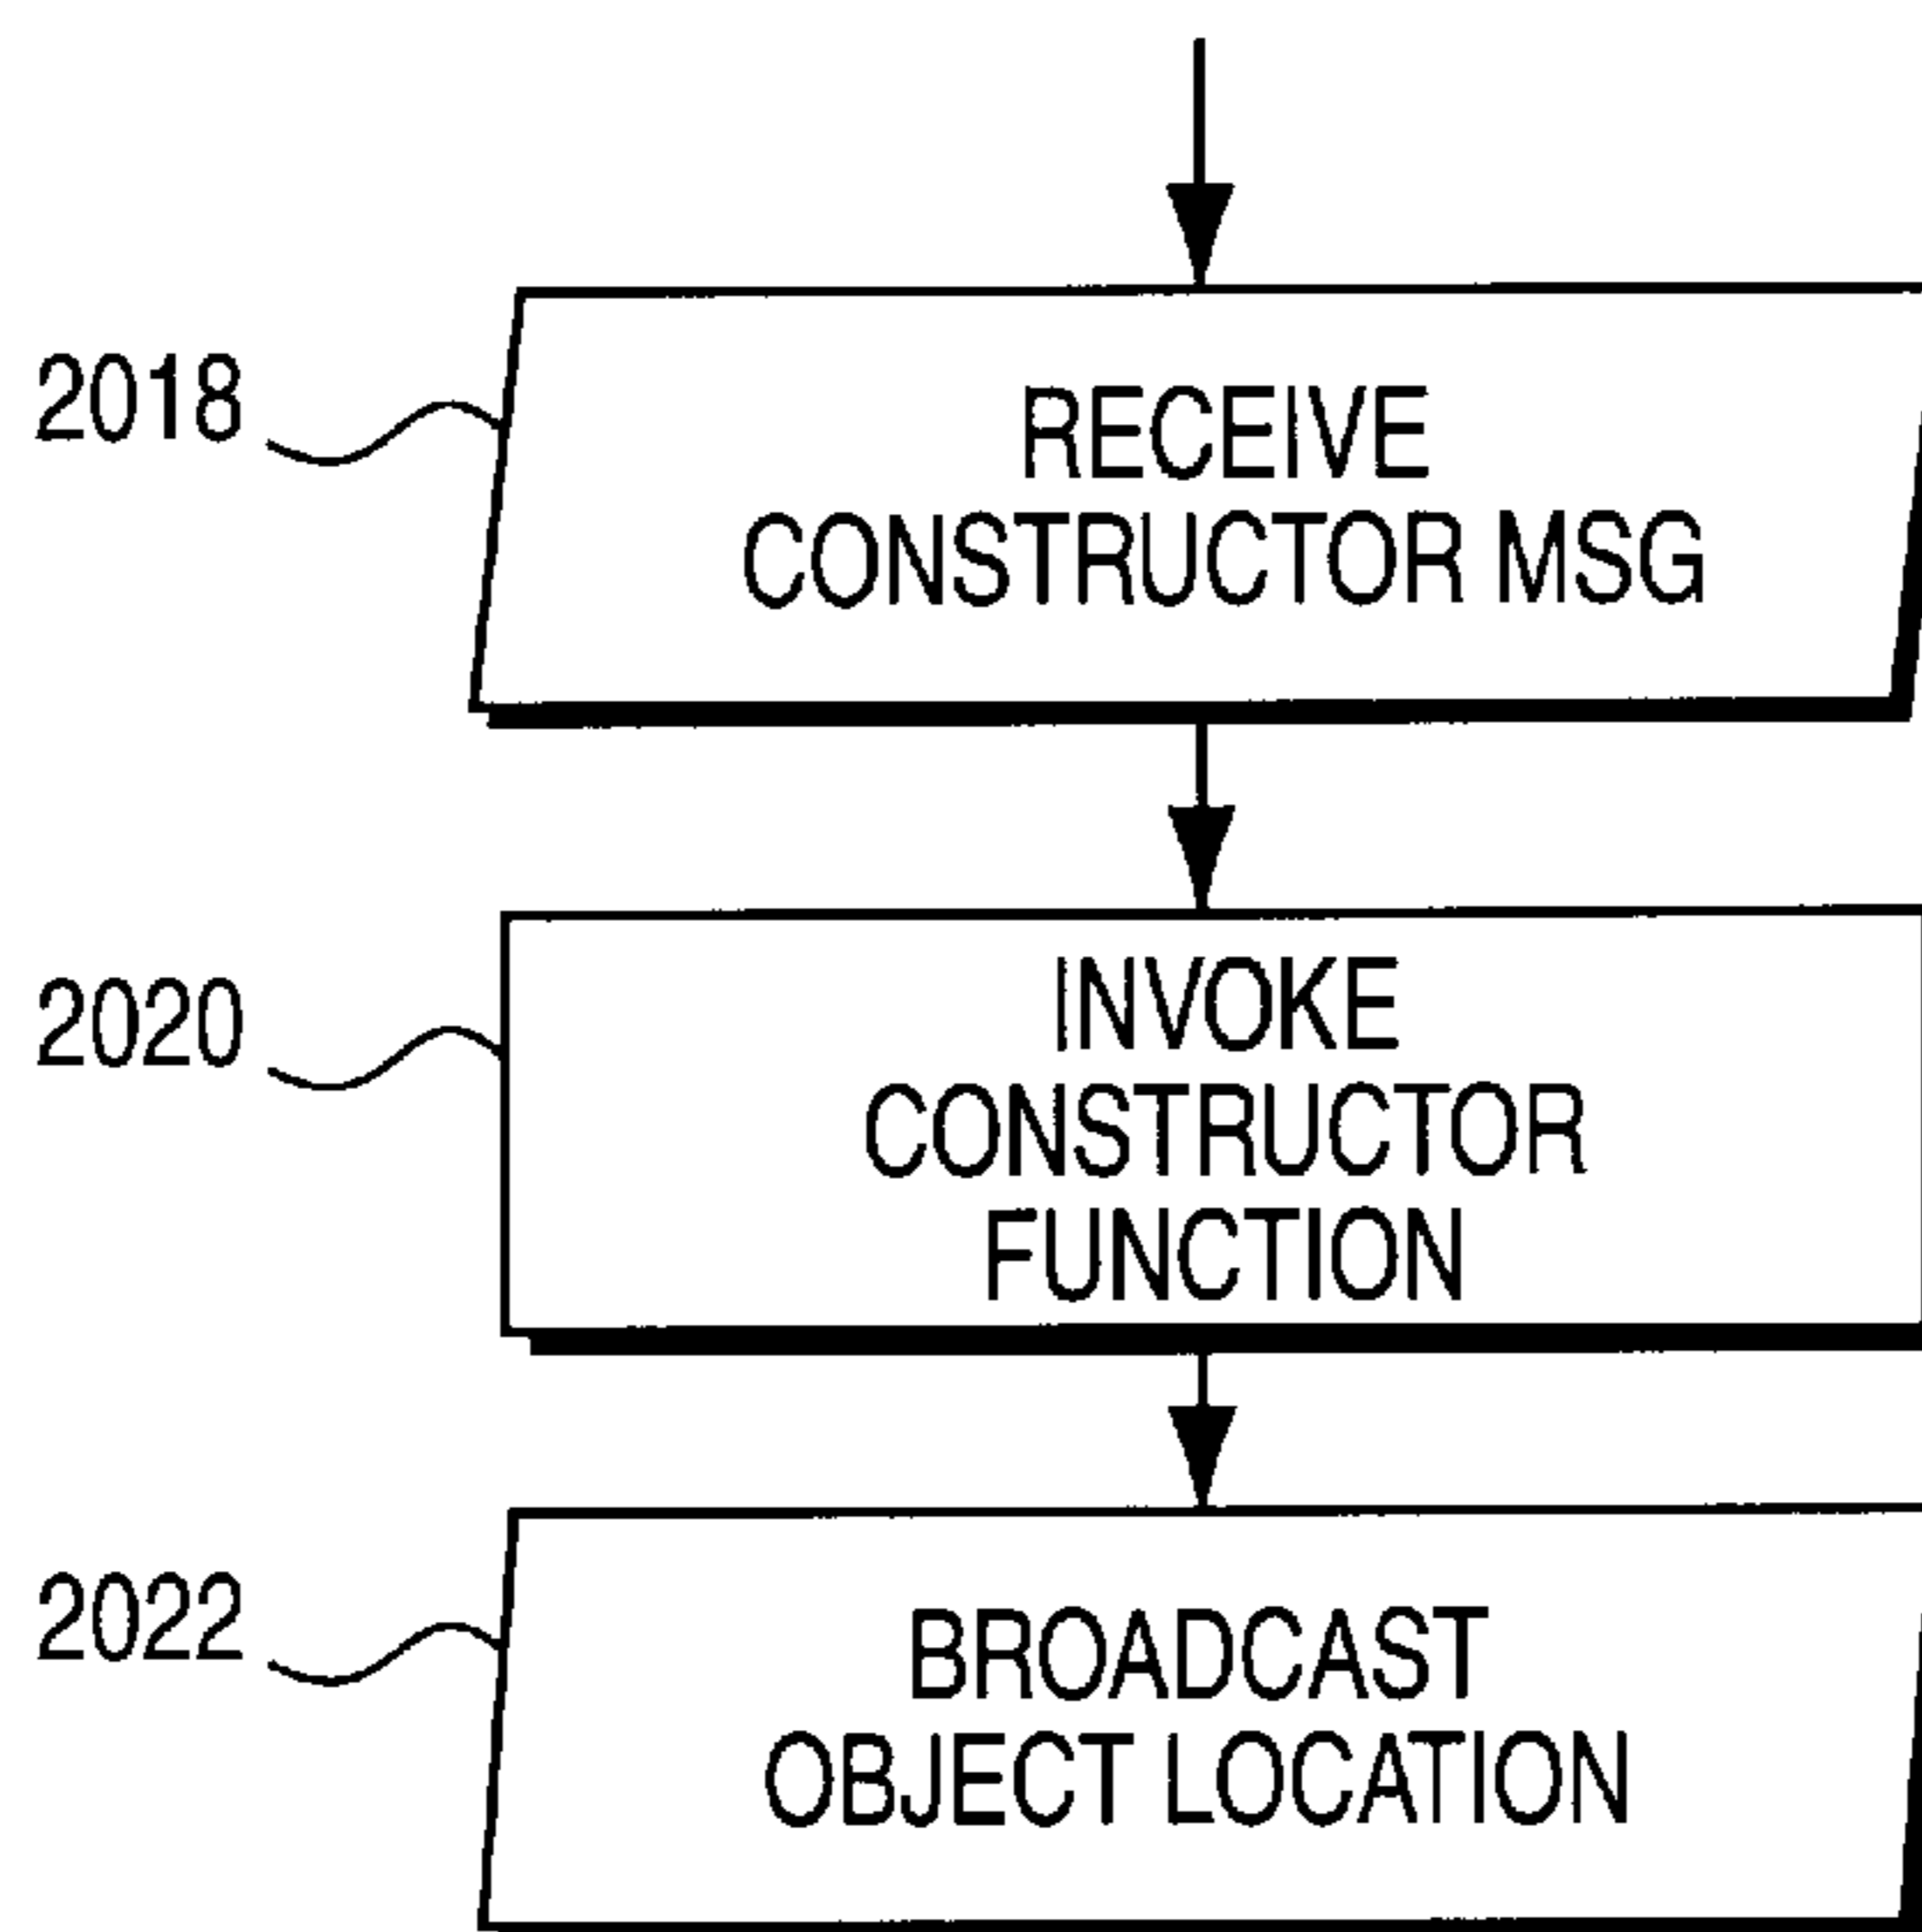 2018
RECEIVE
CONSTRUCTOR MSG
2020
INVOKE
CONSTRUCTOR
FUNCTION
2022
BROADCAST
OBJECT LOCATION